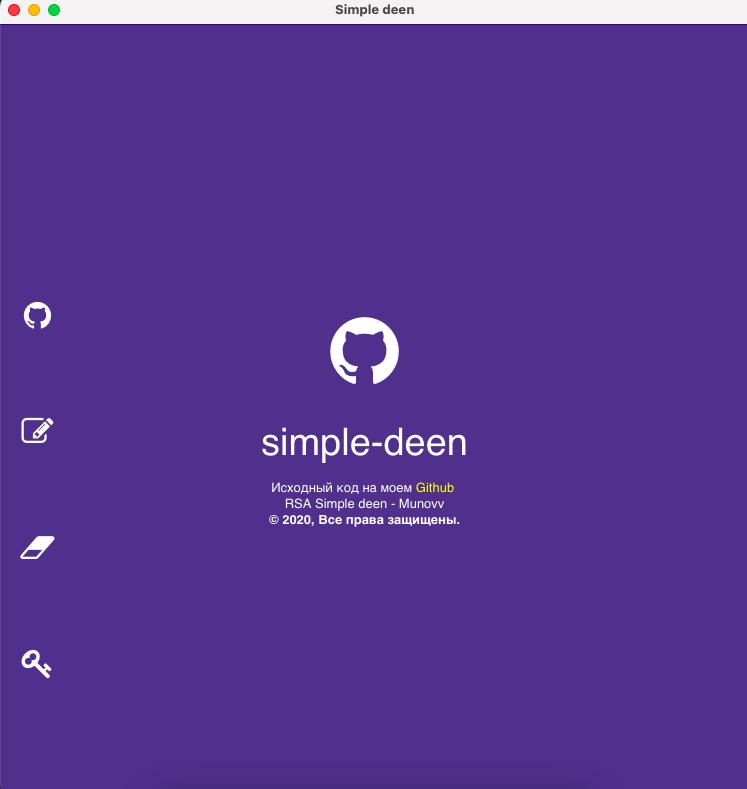 Simple deen
simple-deen
Исходный код на моем Github
RSA Simple deen - Munovv
© 2020, Все права защищены.